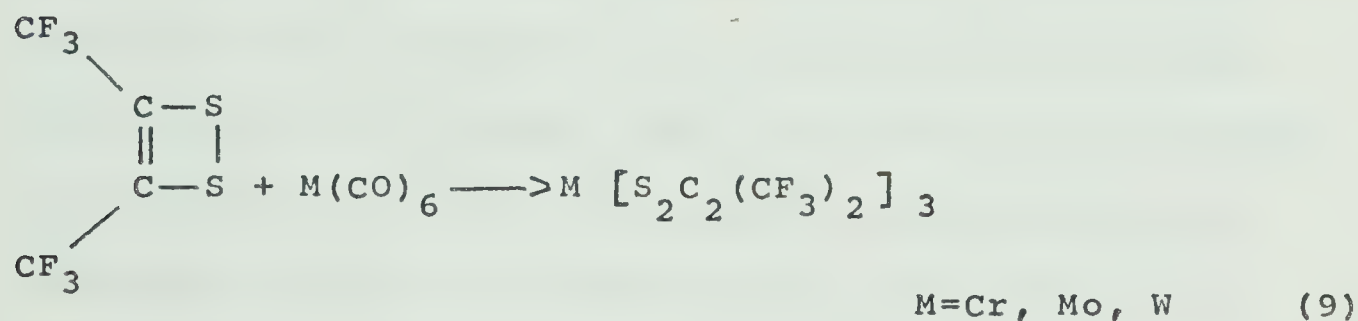 CF3
C—S
|| |
C—S + M(CO)6 ——>M [S2C2(CF3)2]3
CF3
M=Cr, Mo, W (9)